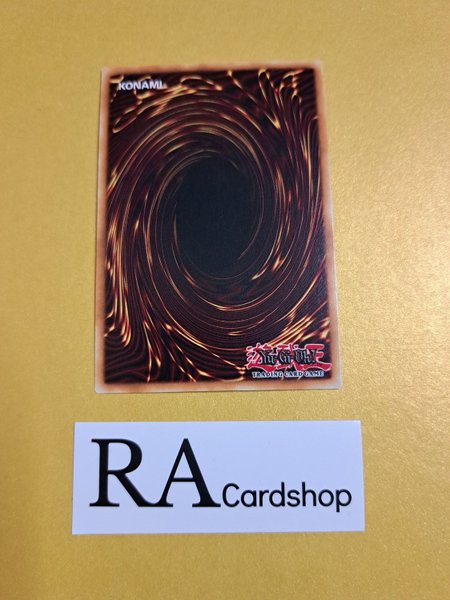 KONAMI
Yu-Gi-Oh!
TRADING CARD GAME
RA Cardshop